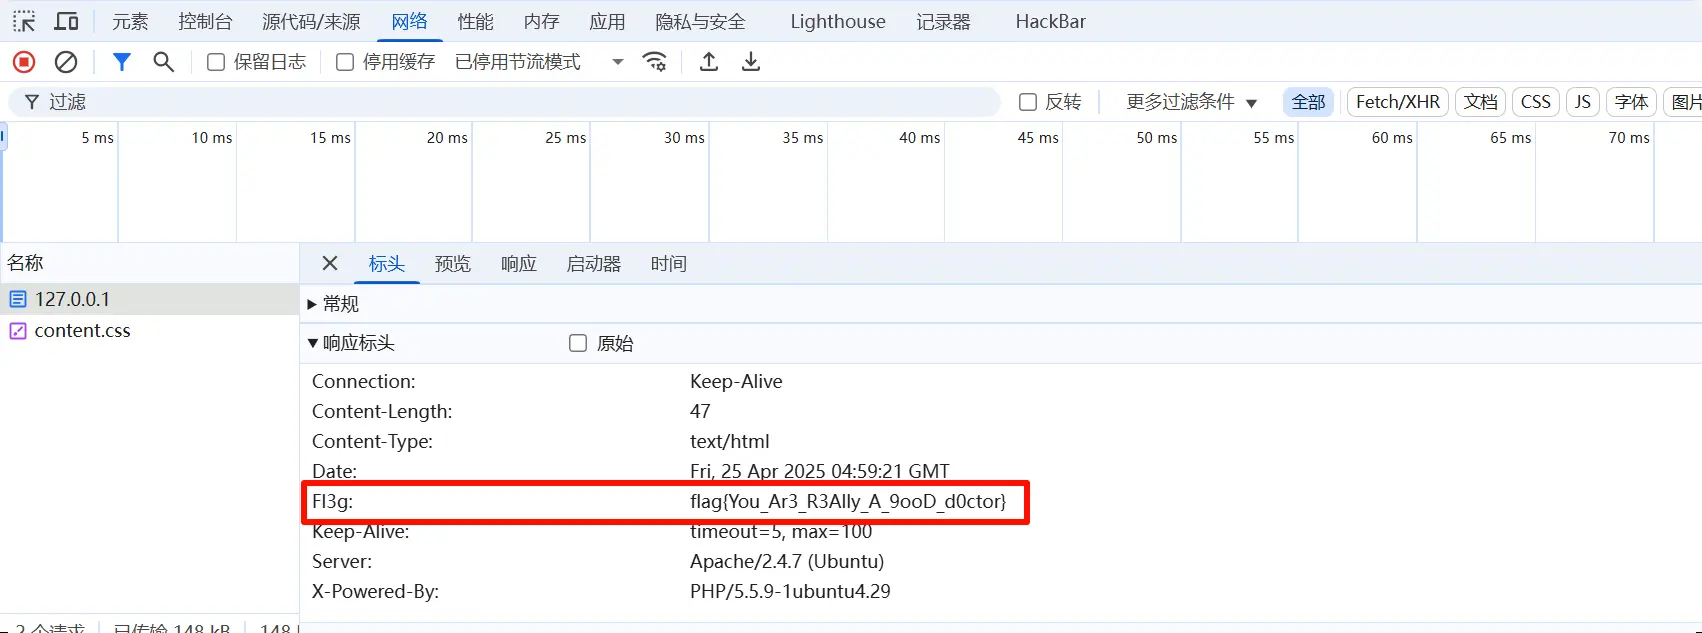 元素 控制台 源代码/来源 网络 性能 内存 应用 隐私与安全 Lighthouse 记录器 HackBar
保留日志 停用缓存 已停用节流模式
过滤 反转 更多过滤条件 全部 Fetch/XHR 文档 CSS JS 字体 图片
5 ms 10 ms 15 ms 20 ms 25 ms 30 ms 35 ms 40 ms 45 ms 50 ms 55 ms 60 ms 65 ms 70 ms
名称 标头 预览 响应 启动器 时间
127.0.0.1
content.css
常规
响应标头 原始
Connection: Keep-Alive
Content-Length: 47
Content-Type: text/html
Date: Fri, 25 Apr 2025 04:59:21 GMT
Fl3g: flag{You_Ar3_R3Ally_A_9ooD_d0ctor}
Keep-Alive: timeout=5, max=100
Server: Apache/2.4.7 (Ubuntu)
X-Powered-By: PHP/5.5.9-1ubuntu4.29
2 个请求 已传输 148 kB 148